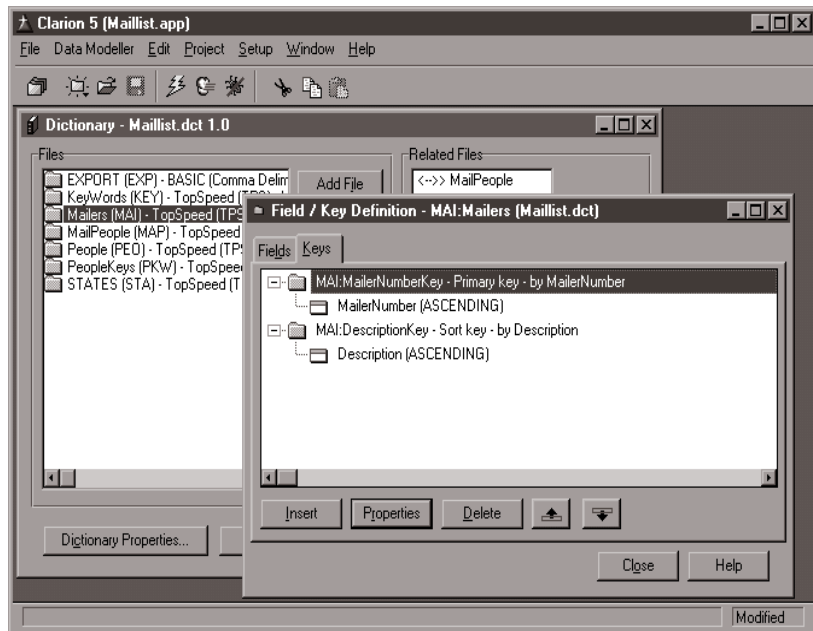 Clarion 5 (Maillist.app)
File Data Modeller Edit Project Setup Window Help
Dictionary - Maillist.dct 1.0
Files
EXPORT (EXP) - BASIC (Comma Delim
KeyWords (KEY) - TopSpeed
Mailers (MAI) - TopSpeed (TPS
MailPeople (MAP) - TopSpeed
People (PEO) - TopSpeed (TPS
PeopleKeys (PKW) - TopSpeed
STATES (STA) - TopSpeed (T
Add File
Related Files
<-->> MailPeople
Dictionary Properties...
Field / Key Definition - MAI:Mailers (Maillist.dct)
Fields Keys
MAI:MailerNumberKey - Primary key - by MailerNumber
MailerNumber (ASCENDING)
MAI:DescriptionKey - Sort key - by Description
Description (ASCENDING)
Insert Properties Delete
Close Help
Modified